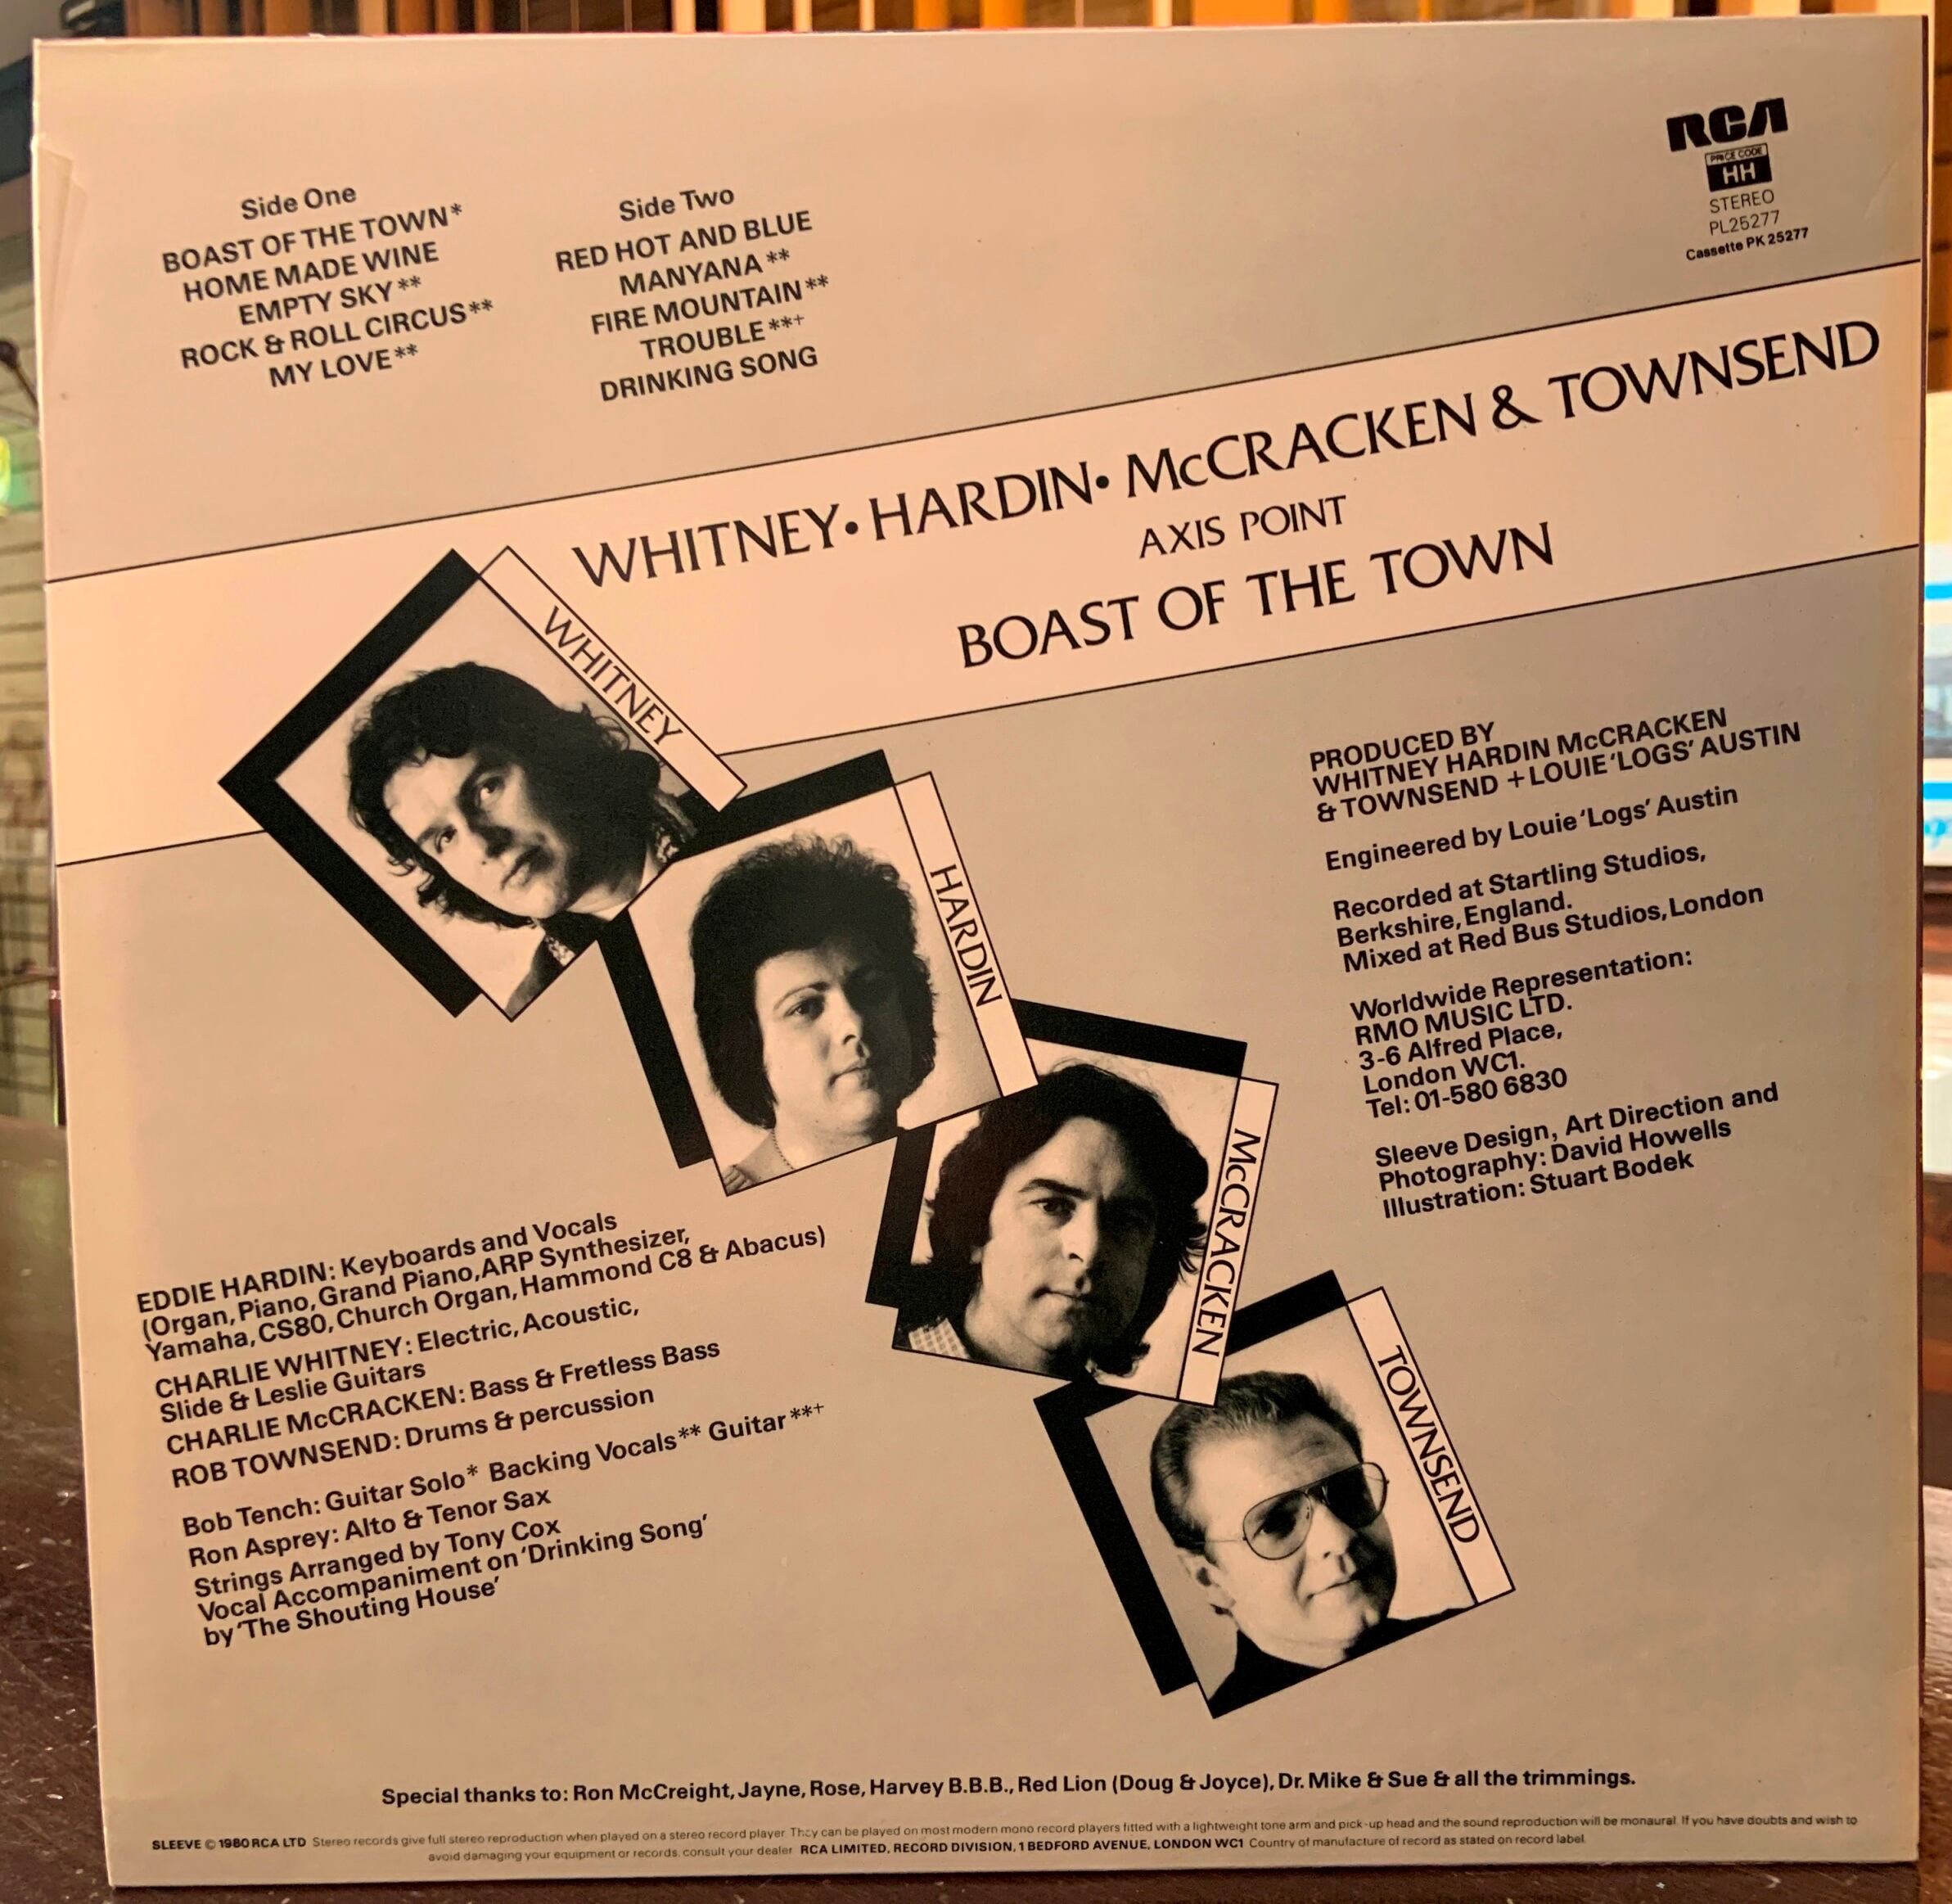 Side One
BOAST OF THE TOWN*
HOME MADE WINE
EMPTY SKY**
ROCK & ROLL CIRCUS**
MY LOVE**
Side Two
RED HOT AND BLUE
MANYANA**
FIRE MOUNTAIN**
TROUBLE**+
DRINKING SONG
RCA
PRICE CODE
HH
STEREO
PL25277
Cassette PK 25277
WHITNEY • HARDIN • McCRACKEN & TOWNSEND
AXIS POINT
BOAST OF THE TOWN
WHITNEY
HARDIN
McCRACKEN
TOWNSEND
PRODUCED BY
WHITNEY HARDIN McCRACKEN
& TOWNSEND + LOUIE 'LOGS' AUSTIN
Engineered by Louie 'Logs' Austin
Recorded at Startling Studios,
Berkshire, England.
Mixed at Red Bus Studios, London
Worldwide Representation:
RMO MUSIC LTD.
3-6 Alfred Place,
London WC1.
Tel: 01-580 6830
Sleeve Design, Art Direction and
Photography: David Howells
Illustration: Stuart Bodek
EDDIE HARDIN: Keyboards and Vocals
(Organ, Piano, Grand Piano, ARP Synthesizer,
Yamaha, CS80, Church Organ, Hammond C8 & Abacus)
CHARLIE WHITNEY: Electric, Acoustic,
Slide & Leslie Guitars
CHARLIE McCRACKEN: Bass & Fretless Bass
ROB TOWNSEND: Drums & percussion
Bob Tench: Guitar Solo* Backing Vocals** Guitar**+
Ron Asprey: Alto & Tenor Sax
Strings Arranged by Tony Cox
Vocal Accompaniment on 'Drinking Song'
by 'The Shouting House'
Special thanks to: Ron McCreight, Jayne, Rose, Harvey B.B.B., Red Lion (Doug & Joyce), Dr. Mike & Sue & all the trimmings.
SLEEVE © 1980 RCA LTD Stereo records give full stereo reproduction when played on a stereo record player. They can be played on most modern mono record players fitted with a lightweight tone arm and pick-up head and the sound reproduction will be monaural. If you have doubts and wish to
avoid damaging your equipment or records, consult your dealer. RCA LIMITED, RECORD DIVISION, 1 BEDFORD AVENUE, LONDON WC1 Country of manufacture of record as stated on record label.